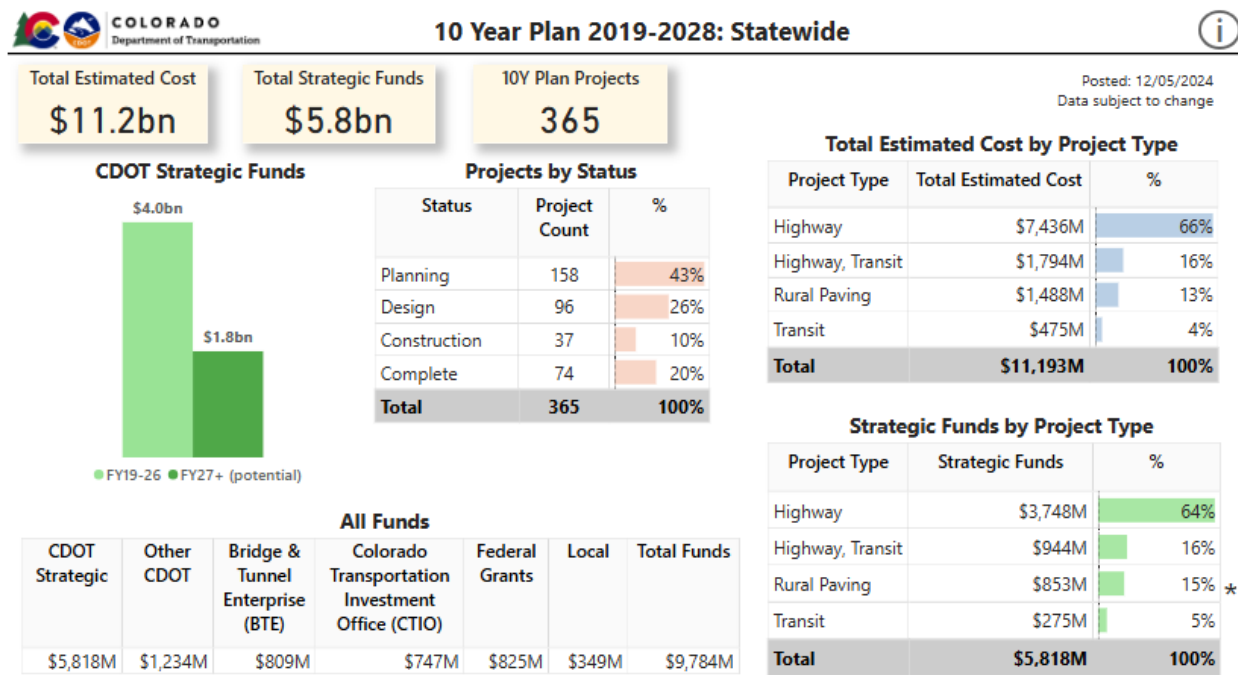 COLORADO
Department of Transportation
CDOT
10 Year Plan 2019-2028: Statewide
i
Total Estimated Cost
$11.2bn
Total Strategic Funds
$5.8bn
10Y Plan Projects
365
Posted: 12/05/2024
Data subject to change
CDOT Strategic Funds
$4.0bn
$1.8bn
FY19-26 FY27+ (potential)
Projects by Status
Status Project Count %
Planning 158 43%
Design 96 26%
Construction 37 10%
Complete 74 20%
Total 365 100%
Total Estimated Cost by Project Type
Project Type Total Estimated Cost %
Highway $7,436M 66%
Highway, Transit $1,794M 16%
Rural Paving $1,488M 13%
Transit $475M 4%
Total $11,193M 100%
Strategic Funds by Project Type
Project Type Strategic Funds %
Highway $3,748M 64%
Highway, Transit $944M 16%
Rural Paving $853M 15% *
Transit $275M 5%
Total $5,818M 100%
All Funds
CDOT Strategic Other CDOT Bridge & Tunnel Enterprise (BTE) Colorado Transportation Investment Office (CTIO) Federal Grants Local Total Funds
$5,818M $1,234M $809M $747M $825M $349M $9,784M